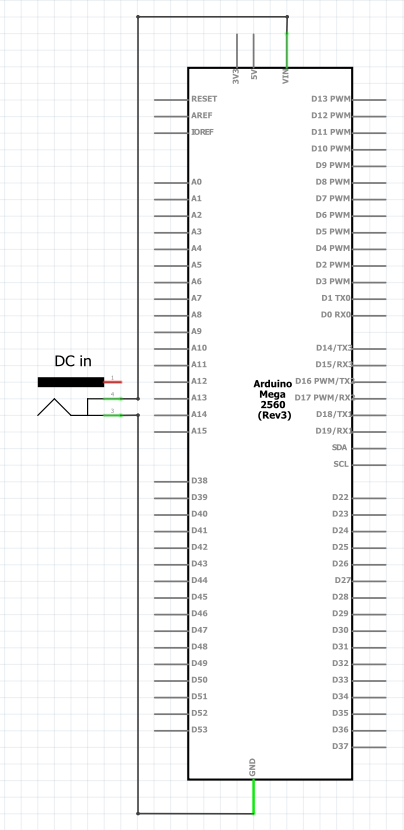 3V3
5V
VIN
RESET
D13 PWM
AREF
D12 PWM
IOREF
D11 PWM
D10 PWM
D9 PWM
A0
D8 PWM
A1
D7 PWM
A2
D6 PWM
A3
D5 PWM
A4
D4 PWM
A5
D2 PWM
A6
D3 PWM
A7
D1 TX0
A8
D0 RX0
A9
A10
D14/TX3
DC in
A11
D15/RX3
A12
D16 PWM/TX2
A13
D17 PWM/RX2
A14
D18/TX1
A15
D19/RX1
Arduino
Mega
2560
(Rev3)
SDA
SCL
D38
D39
D22
D40
D23
D41
D24
D42
D25
D43
D26
D44
D27
D45
D28
D46
D29
D47
D30
D48
D31
D49
D32
D50
D33
D51
D34
D52
D35
D53
D36
D37
GND